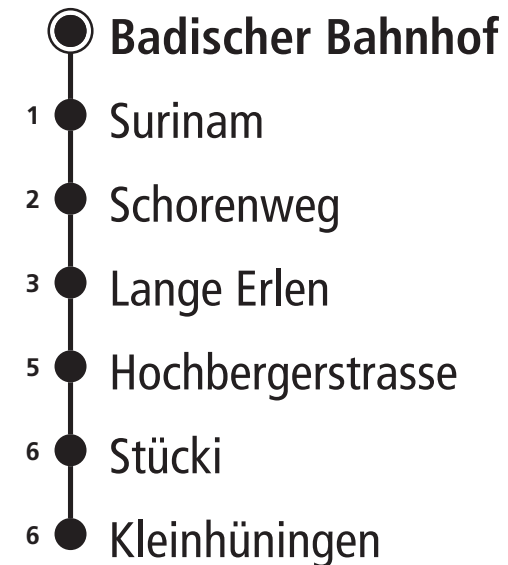 Badischer Bahnhof
1 Surinam
2 Schorenweg
3 Lange Erlen
5 Hochbergerstrasse
6 Stücki
6 Kleinhüningen